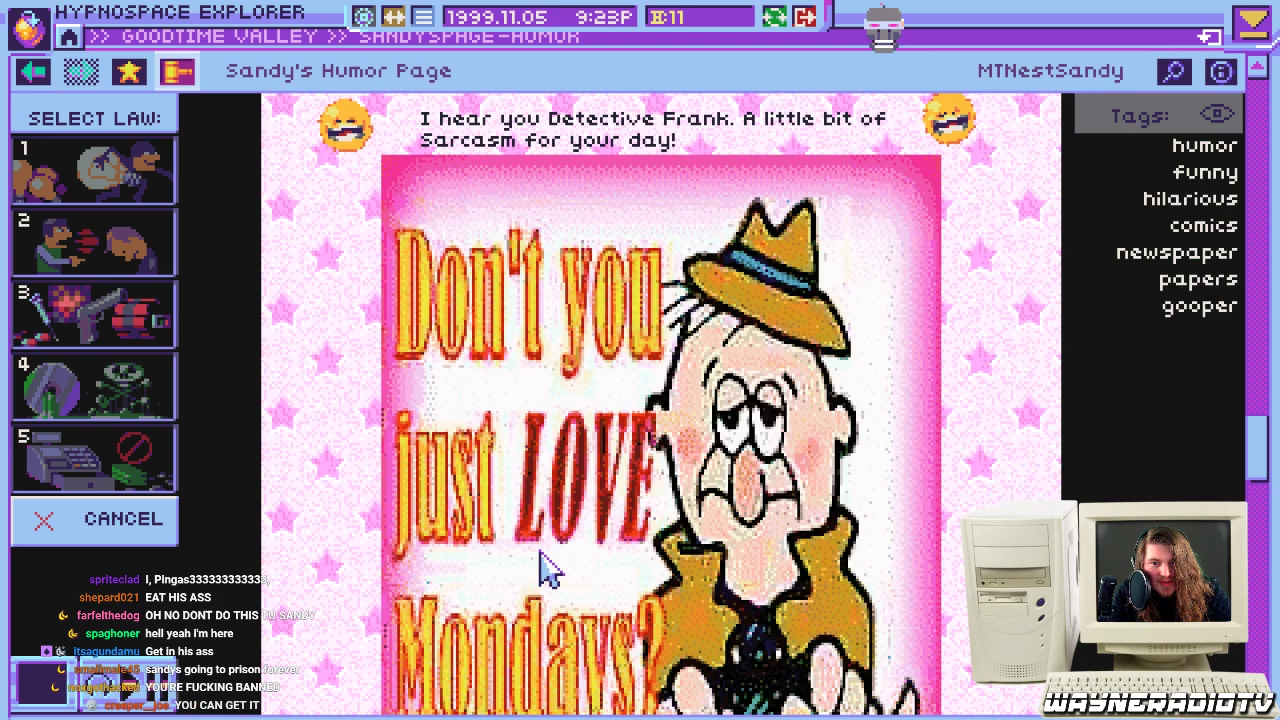 HYPNOSPACE EXPLORER
1999.11.05 9:23P
11
>> GOODTIME VALLEY >> SANDYSPAGE-HUMOR
Sandy's Humor Page
MTNestSandy
SELECT LAW:
1
2
3
4
5
CANCEL
I hear you Detective Frank. A little bit of
Sarcasm for your day!
Don't you
just LOVE
Mondays?
Tags:
humor
funny
hilarious
comics
newspaper
papers
gooper
spriteclad I, Pingas333333333333,
shepard021 EAT HIS ASS
farfelthedog OH NO DONT DO THIS TO SANDY
spaghoner hell yeah i'm here
itsagundamu Get in his ass
sandys going to prison forever
YOU'RE FUCKING BANNED
creeper_joe YOU CAN GET IT
WAYNERADIOTV